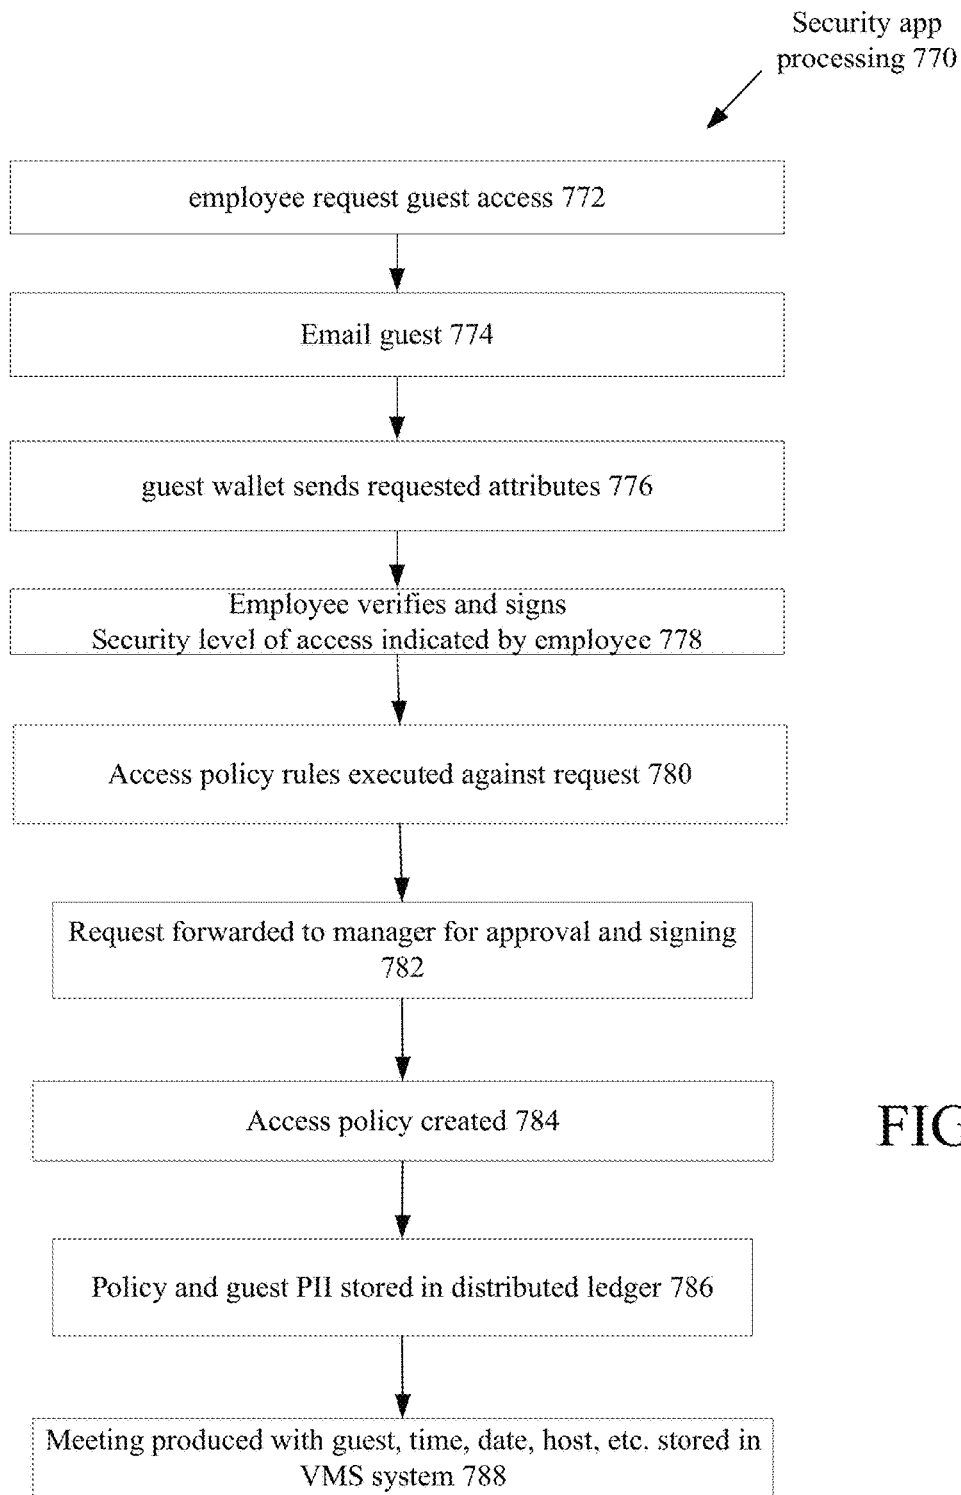 Security app
processing 770
employee request guest access 772
Email guest 774
guest wallet sends requested attributes 776
Employee verifies and signs
Security level of access indicated by employee 778
Access policy rules executed against request 780
Request forwarded to manager for approval and signing
782
Access policy created 784
FIG
Policy and guest PII stored in distributed ledger 786
Meeting produced with guest, time, date, host, etc. stored in
VMS system 788